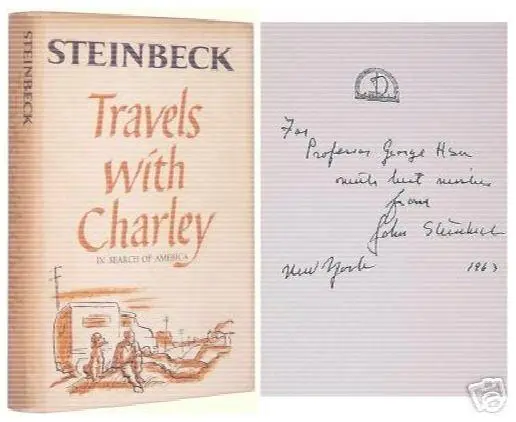 STEINBECK
STEINBECK
Travels
with
Charley
IN SEARCH OF AMERICA
For
Professor George Hsu
with best wishes
from
John Steinbeck
New York 1963